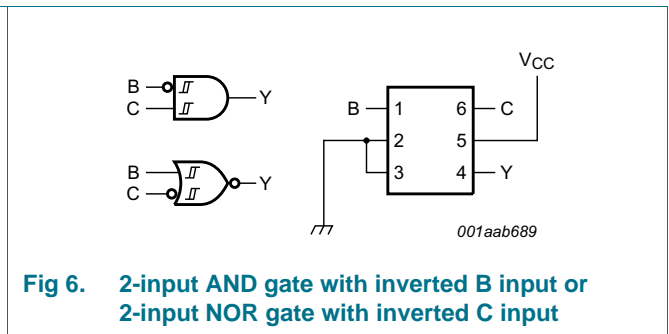 V_CC
B
C
Y
B
C
Y
B 1 6 C
2 5
3 4 Y
001aab689
Fig 6. 2-input AND gate with inverted B input or
2-input NOR gate with inverted C input